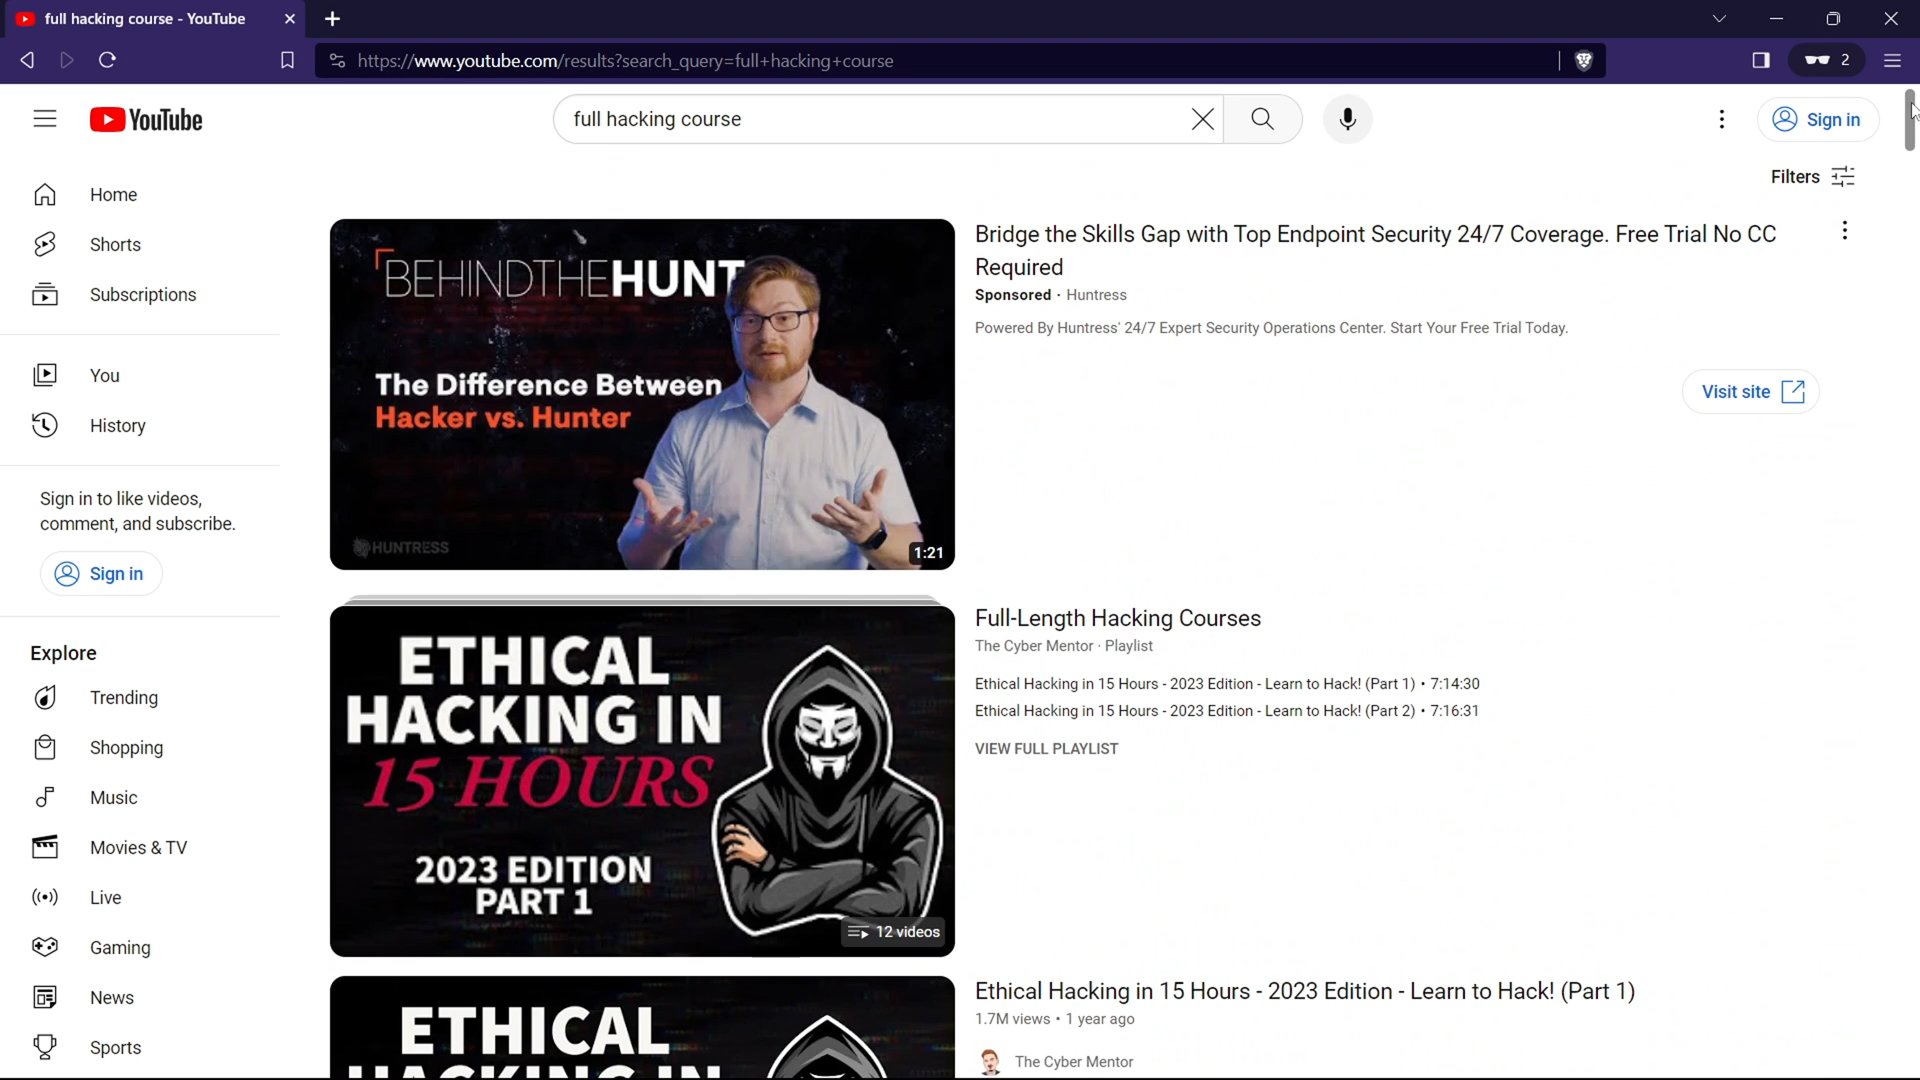 full hacking course - YouTube
https://www.youtube.com/results?search_query=full+hacking+course
2
YouTube
full hacking course
Sign in
Filters
Home
Shorts
Subscriptions
You
History
Sign in to like videos,
comment, and subscribe.
Sign in
Explore
Trending
Shopping
Music
Movies & TV
Live
Gaming
News
Sports
BEHINDTHEHUNT
The Difference Between
Hacker vs. Hunter
HUNTRESS
1:21
Bridge the Skills Gap with Top Endpoint Security 24/7 Coverage. Free Trial No CC
Required
Sponsored · Huntress
Powered By Huntress' 24/7 Expert Security Operations Center. Start Your Free Trial Today.
Visit site
ETHICAL
HACKING IN
15 HOURS
2023 EDITION
PART 1
12 videos
Full-Length Hacking Courses
The Cyber Mentor · Playlist
Ethical Hacking in 15 Hours - 2023 Edition - Learn to Hack! (Part 1) • 7:14:30
Ethical Hacking in 15 Hours - 2023 Edition - Learn to Hack! (Part 2) • 7:16:31
VIEW FULL PLAYLIST
ETHICAL
HACKING IN
Ethical Hacking in 15 Hours - 2023 Edition - Learn to Hack! (Part 1)
1.7M views • 1 year ago
The Cyber Mentor